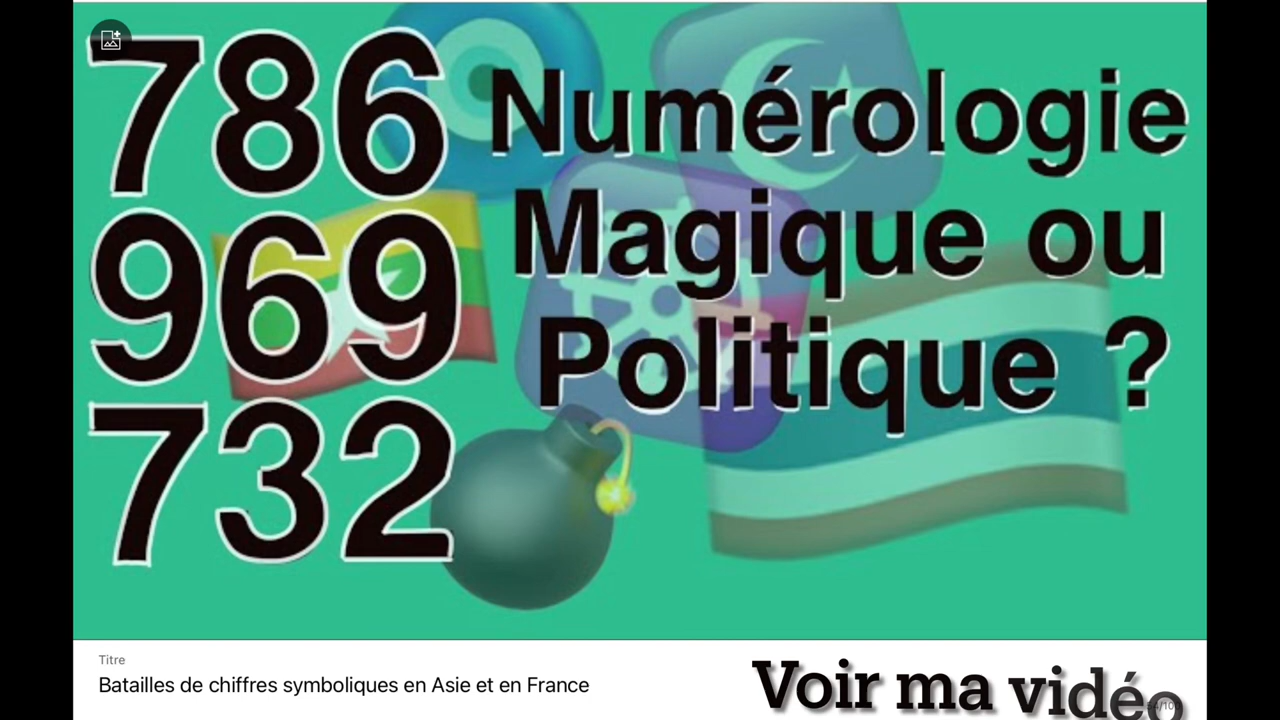 786
969
732
Numérologie
Magique ou
Politique ?
Titre
Batailles de chiffres symboliques en Asie et en France
Voir ma vidéo